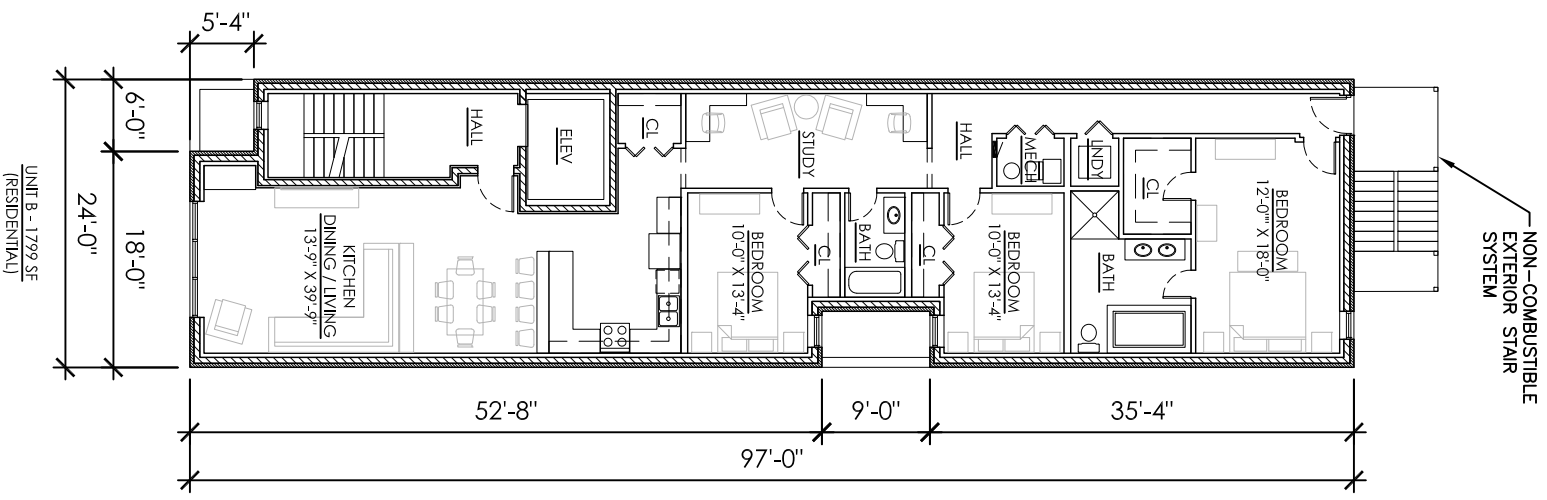 5'-4"
6'-0"
18'-0"
24'-0"
UNIT B - 1799 SF
(RESIDENTIAL)
HALL
ELEV
CL
STUDY
HALL
MECH
LNDY
CL
BEDROOM
12'-0"" X 18'-0"
KITCHEN
DINING / LIVING
13'-9" X 39'-9"
BEDROOM
10'-0" X 13'-4"
CL
BATH
CL
BEDROOM
10'-0" X 13'-4"
BATH
NON-COMBUSTIBLE
EXTERIOR STAIR
SYSTEM
52'-8"
9'-0"
35'-4"
97'-0"